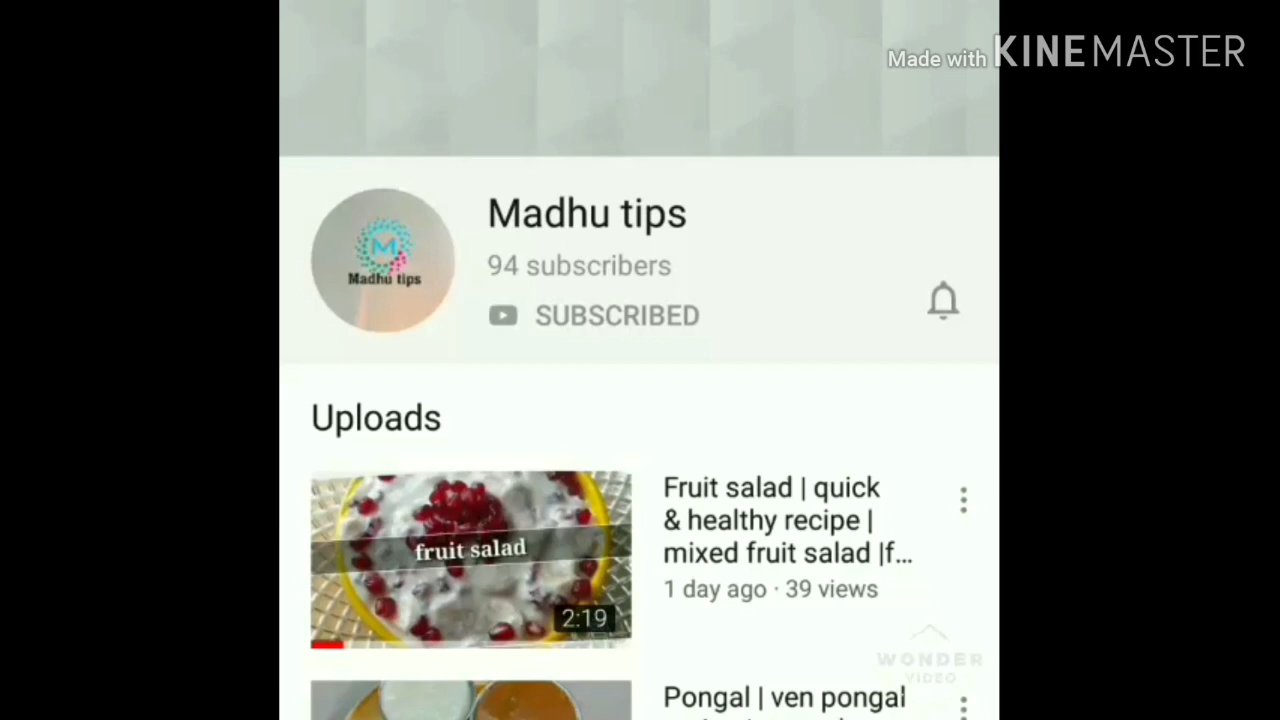 Made with KINEMASTER
Madhu tips
94 subscribers
Madhu tips
SUBSCRIBED
Uploads
Fruit salad | quick
& healthy recipe |
mixed fruit salad |f...
fruit salad
1 day ago · 39 views
2:19
WONDER
VIDEO
Pongal | ven pongal